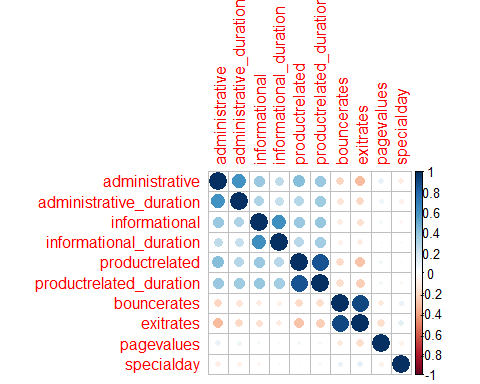 administrative
administrative_duration
informational
informational_duration
productrelated
productrelated_duration
bouncerates
exitrates
pagevalues
specialday
administrative
administrative_duration
informational
informational_duration
productrelated
productrelated_duration
bouncerates
exitrates
pagevalues
specialday
1
0.8
0.6
0.4
0.2
0
-0.2
-0.4
-0.6
-0.8
-1